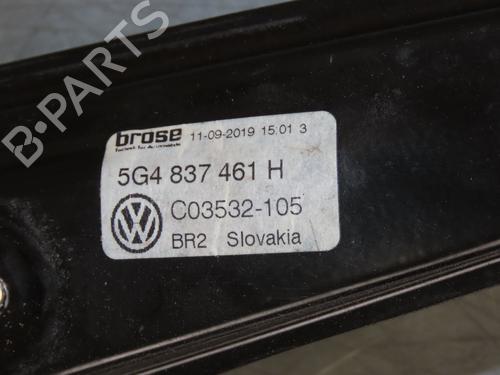 B-PARTS
brose 11-09-2019 15:01 3
5G4 837 461 H
C03532-105
BR2 Slovakia